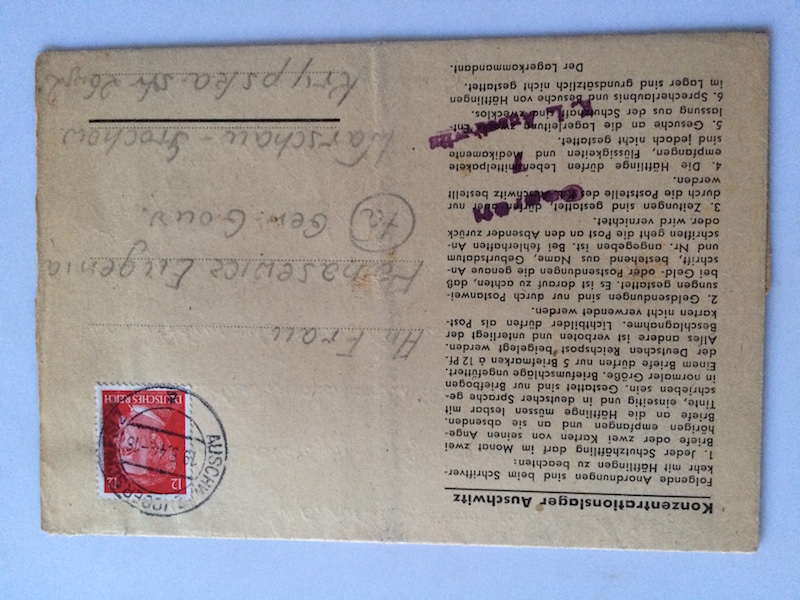 Konzentrationslager Auschwitz
Folgende Anordnungen sind beim Schriftver-
kehr mit Häftlingen zu beachten:
1. Jeder Schutzhäftling darf im Monat zwei
Briefe oder zwei Karten von seinen Ange-
hörigen empfangen und an sie absenden.
Briefe an die Häftlinge müssen lesbar mit
Tinte, einseitig und in deutscher Sprache ge-
schrieben sein. Gestattet sind nur Briefbogen
in normaler Größe. Briefumschläge ungefüttert.
Einem Briefe dürfen nur 5 Briefmarken à 12 Pf.
der Deutschen Reichspost beigelegt werden.
Alles andere ist verboten und unterliegt der
Beschlagnahme. Lichtbilder dürfen als Post-
karten nicht verwendet werden.
2. Geldsendungen sind nur durch Postanwei-
sungen gestattet. Es ist darauf zu achten, daß
bei Geld- oder Postsendungen die genaue An-
schrift, bestehend aus Name, Geburtsdatum
und Nr. angegeben ist. Bei fehlerhaften An-
schriften geht die Post an den Absender zurück
oder wird vernichtet.
3. Zeitungen sind gestattet, dürfen aber nur
durch die Poststelle des K.L. Auschwitz bestellt
werden.
4. Die Häftlinge dürfen Lebensmittelpakete
empfangen, Flüssigkeiten und Medikamente
sind jedoch nicht gestattet.
5. Gesuche an die Lagerleitung zwecks Ent-
lassung aus der Schutzhaft sind zwecklos.
6. Sprecherlaubnis und Besuche von Häftlingen
im Lager sind grundsätzlich nicht gestattet.
Der Lagerkommandant.
12 12
DEUTSCHES REICH
AUSCHWITZ
An Frau
Eugenia
Gen. Gouv.
Warschau - Grochow
Krypska str